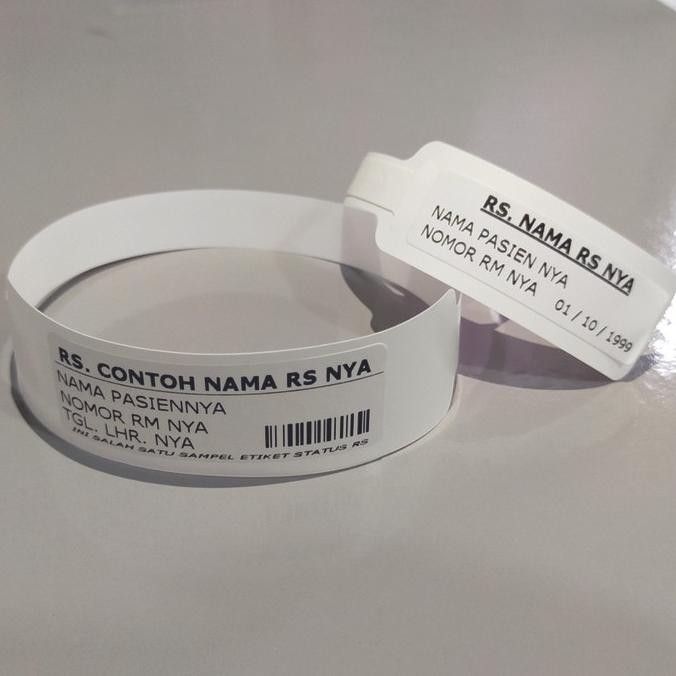 RS. CONTOH NAMA RS NYA
NAMA PASIENNYA
NOMOR RM NYA
TGL. LHR. NYA
INI SALAH SATU SAMPEL ETIKET STATUS RS
RS. NAMA RS NYA
NAMA PASIEN NYA
NOMOR RM NYA
01 / 10 / 1999